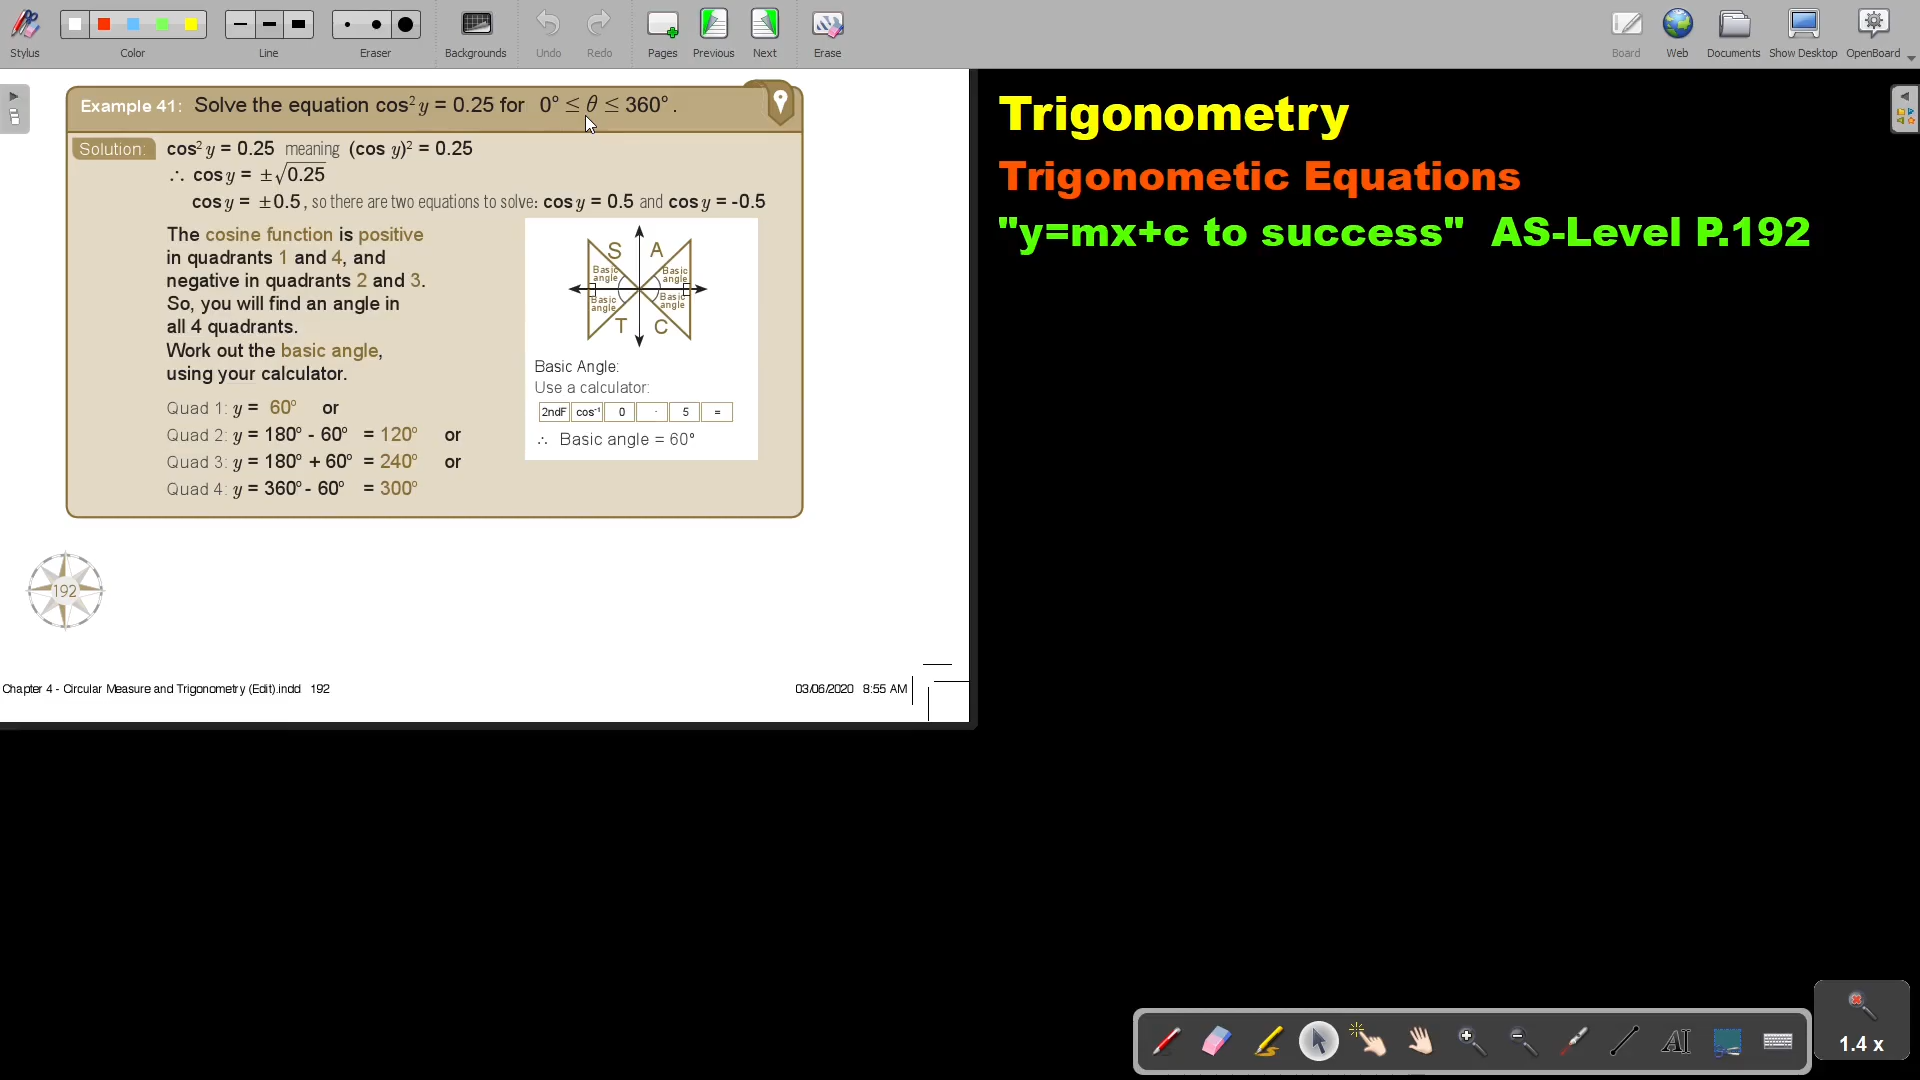 Stylus
Color
Line
Eraser
Backgrounds
Undo
Redo
Pages
Previous
Next
Erase
Board
Web
Documents
Show Desktop
OpenBoard
Example 41: Solve the equation cos² y = 0.25 for 0° ≤ θ ≤ 360° .
Solution: cos² y = 0.25 meaning (cos y)² = 0.25
∴ cos y = ±√0.25
cos y = ±0.5 , so there are two equations to solve: cos y = 0.5 and cos y = -0.5
The cosine function is positive
in quadrants 1 and 4, and
negative in quadrants 2 and 3.
So, you will find an angle in
all 4 quadrants.
Work out the basic angle,
using your calculator.
Quad 1: y = 60° or
Quad 2: y = 180° - 60° = 120° or
Quad 3: y = 180° + 60° = 240° or
Quad 4: y = 360° - 60° = 300°
S A
Basic angle
Basic angle
Basic angle
Basic angle
T C
Basic Angle:
Use a calculator:
2ndF cos⁻¹ 0 · 5 =
∴ Basic angle = 60°
192
Chapter 4 - Circular Measure and Trigonometry (Edit).indd 192
03/06/2020 8:55 AM
Trigonometry
Trigonometic Equations
"y=mx+c to success" AS-Level P.192
AI
1.4 x